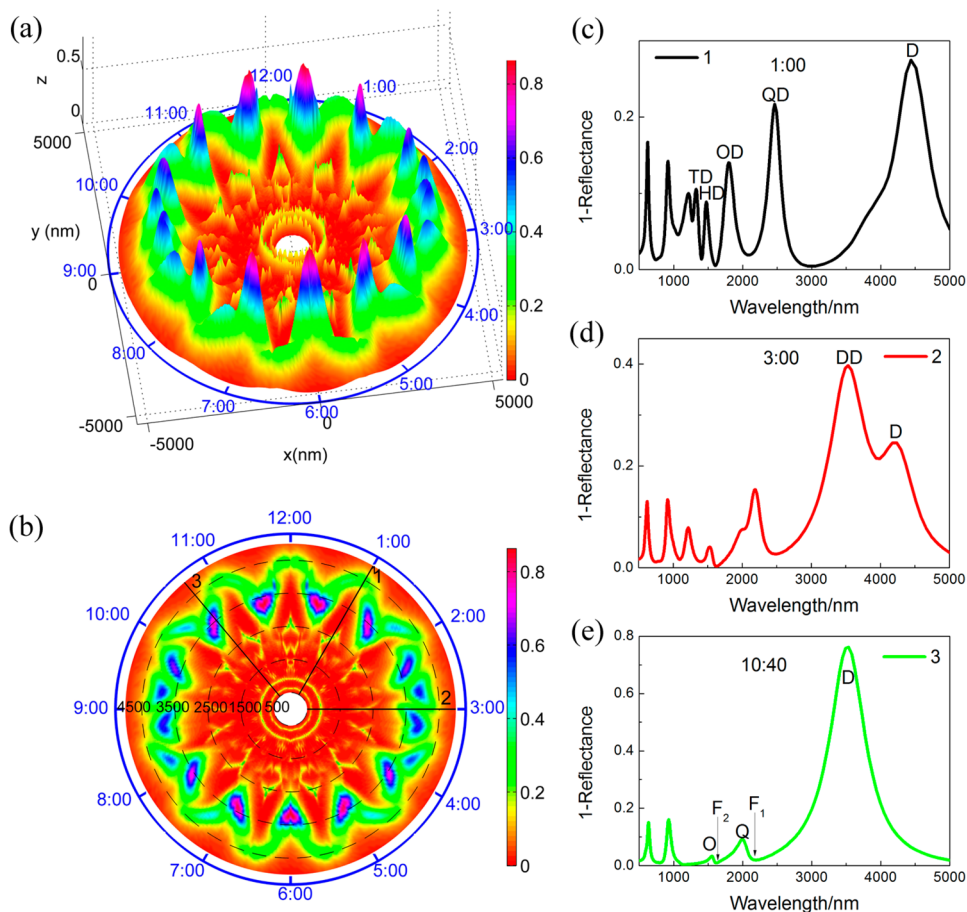 (a)
z
0.5
0
5000
y (nm)
0
-5000
-5000
x(nm)
0
5000
12:00
1:00
2:00
3:00
4:00
5:00
6:00
7:00
8:00
9:00
10:00
11:00
0.8
0.6
0.4
0.2
0
(b)
12:00
1:00
2:00
3:00
4:00
5:00
6:00
7:00
8:00
9:00
10:00
11:00
3
1
2
4500 3500 2500 1500 500
0.8
0.6
0.4
0.2
0
(c)
1
1:00
D
QD
OD
TD
HD
1-Reflectance
0.2
0.0
1000 2000 3000 4000 5000
Wavelength/nm
(d)
3:00
DD
2
D
1-Reflectance
0.4
0.2
0.0
1000 2000 3000 4000 5000
Wavelength/nm
(e)
10:40
3
D
F2
F1
O
Q
1-Reflectance
0.8
0.6
0.4
0.2
0.0
1000 2000 3000 4000 5000
Wavelength/nm